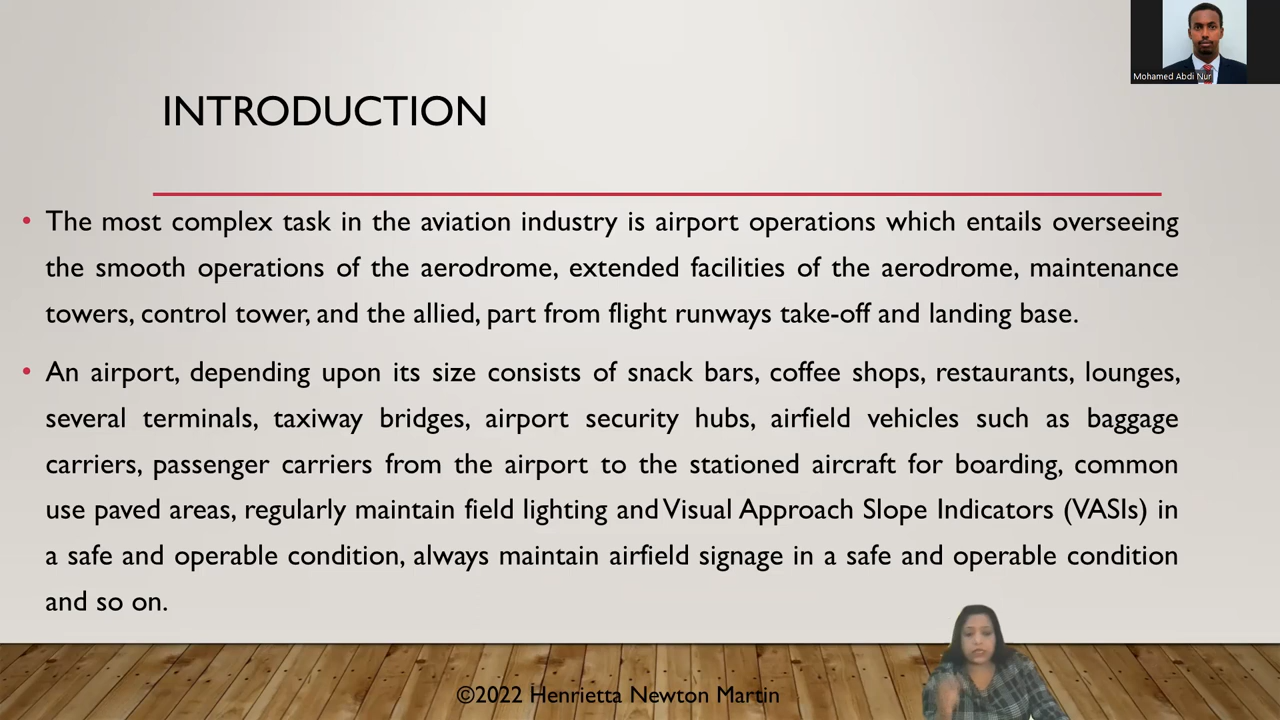 Mohamed Abdi Nur
INTRODUCTION
• The most complex task in the aviation industry is airport operations which entails overseeing
the smooth operations of the aerodrome, extended facilities of the aerodrome, maintenance
towers, control tower, and the allied, part from flight runways take-off and landing base.
• An airport, depending upon its size consists of snack bars, coffee shops, restaurants, lounges,
several terminals, taxiway bridges, airport security hubs, airfield vehicles such as baggage
carriers, passenger carriers from the airport to the stationed aircraft for boarding, common
use paved areas, regularly maintain field lighting and Visual Approach Slope Indicators (VASIs) in
a safe and operable condition, always maintain airfield signage in a safe and operable condition
and so on.
©2022 Henrietta Newton Martin